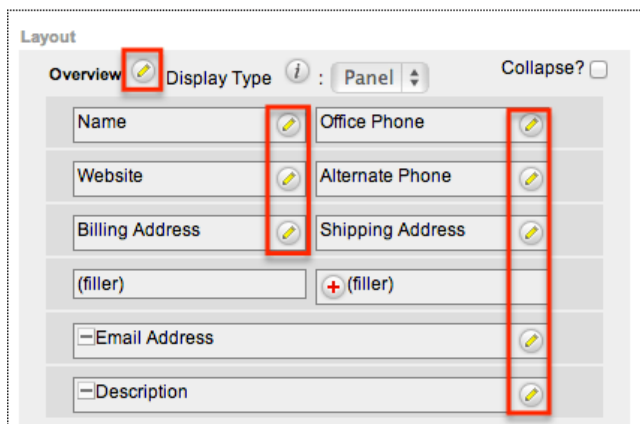 Layout
Overview Display Type i : Panel Collapse?
Name Office Phone
Website Alternate Phone
Billing Address Shipping Address
(filler) (filler)
Email Address
Description